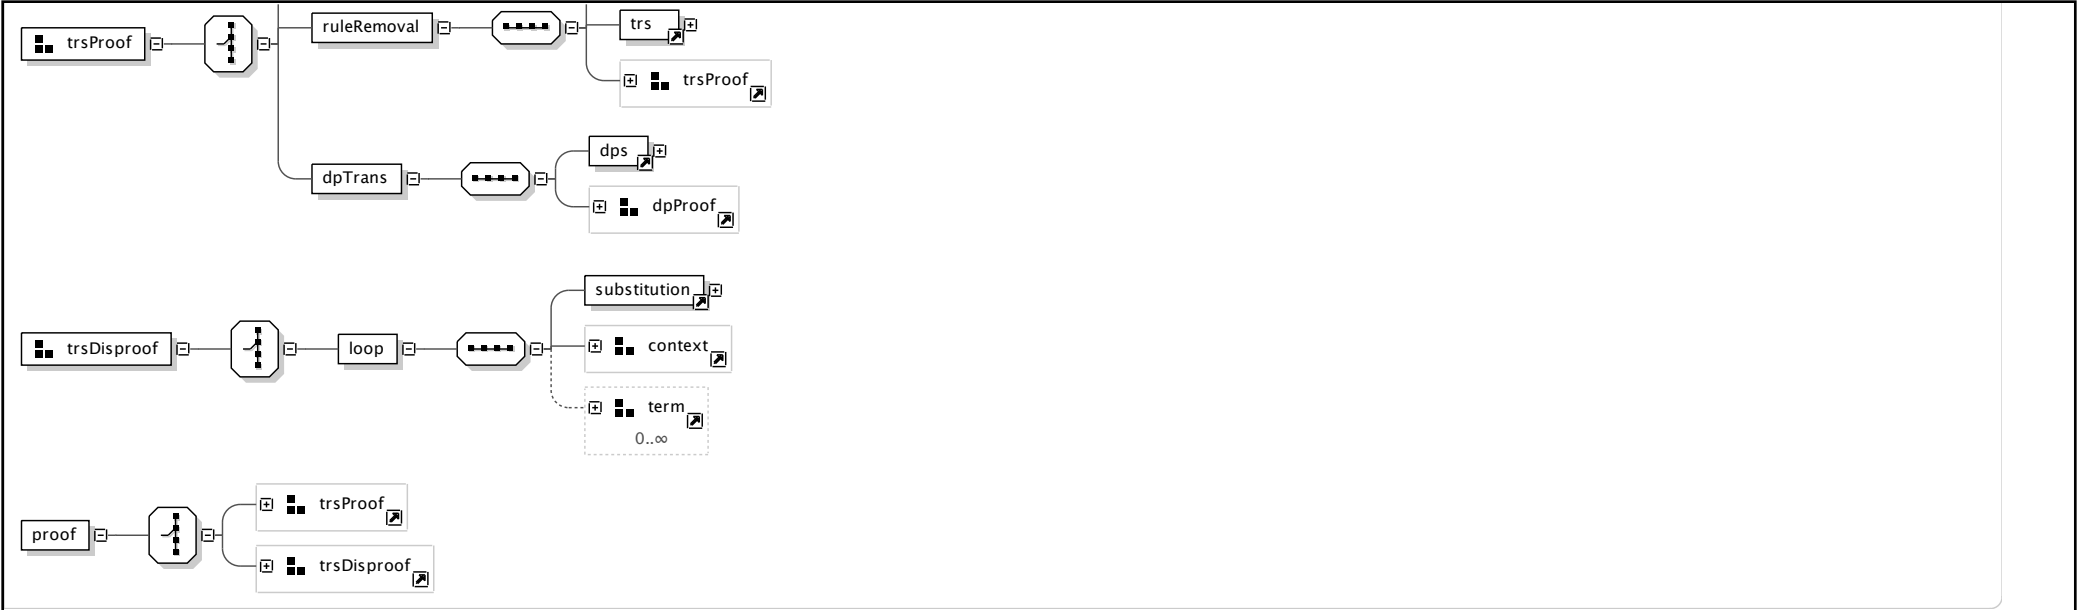 trsProof
ruleRemoval
trs
trsProof
dpTrans
dps
dpProof
trsDisproof
loop
substitution
context
term
0..∞
proof
trsProof
trsDisproof